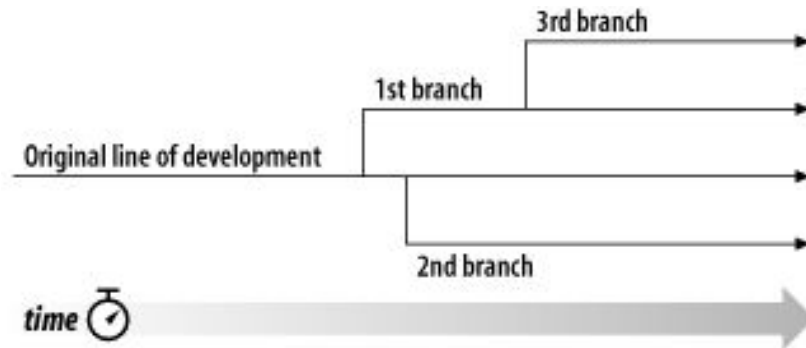 3rd branch
1st branch
Original line of development
2nd branch
time